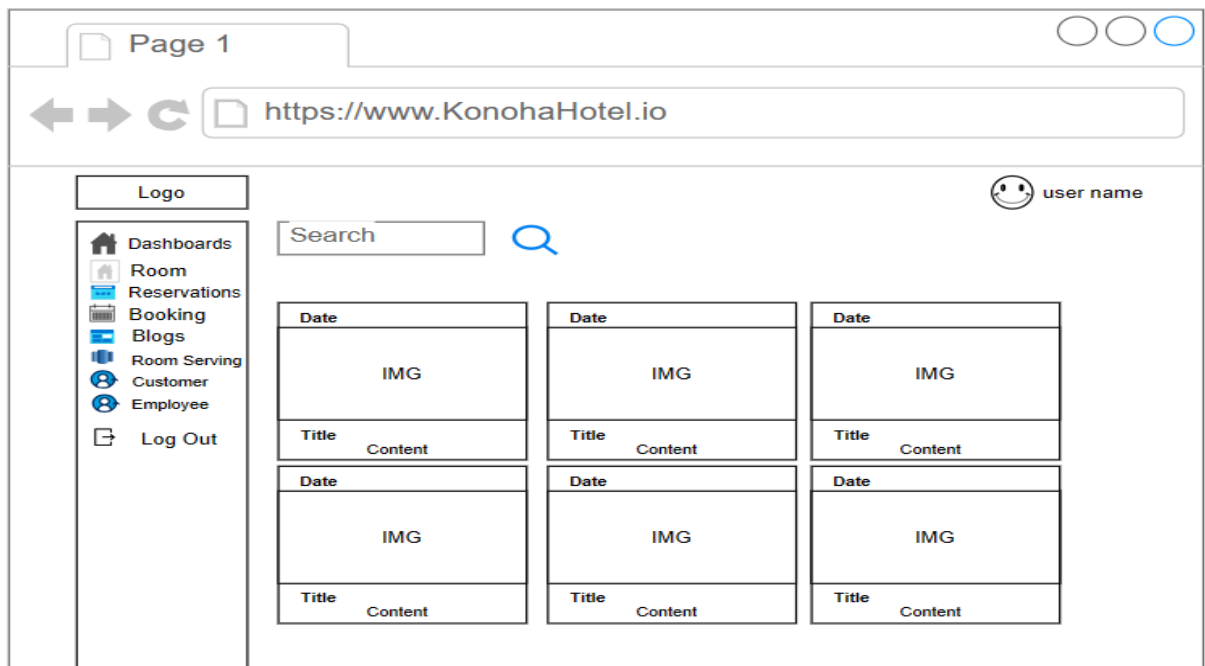 Page 1
https://www.KonohaHotel.io
Logo
user name
Dashboards
Room
Reservations
Booking
Blogs
Room Serving
Customer
Employee
Log Out
Search
Date Date Date
IMG IMG IMG
Title Title Title
Content Content Content
Date Date Date
IMG IMG IMG
Title Title Title
Content Content Content